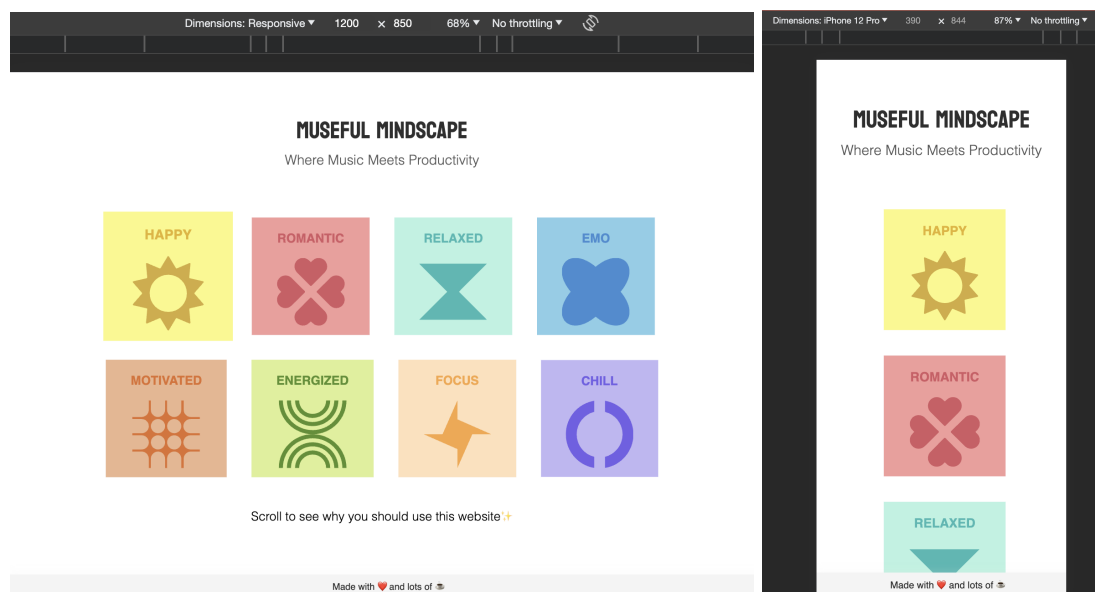 Dimensions: Responsive ▼ 1200 × 850 68% ▼ No throttling ▼
MUSEFUL MINDSCAPE
Where Music Meets Productivity
HAPPY ROMANTIC RELAXED EMO
MOTIVATED ENERGIZED FOCUS CHILL
Scroll to see why you should use this website✨
Made with ❤️ and lots of ☕
Dimensions: iPhone 12 Pro ▼ 390 × 844 87% ▼ No throttling ▼
MUSEFUL MINDSCAPE
Where Music Meets Productivity
HAPPY
ROMANTIC
RELAXED
Made with ❤️ and lots of ☕